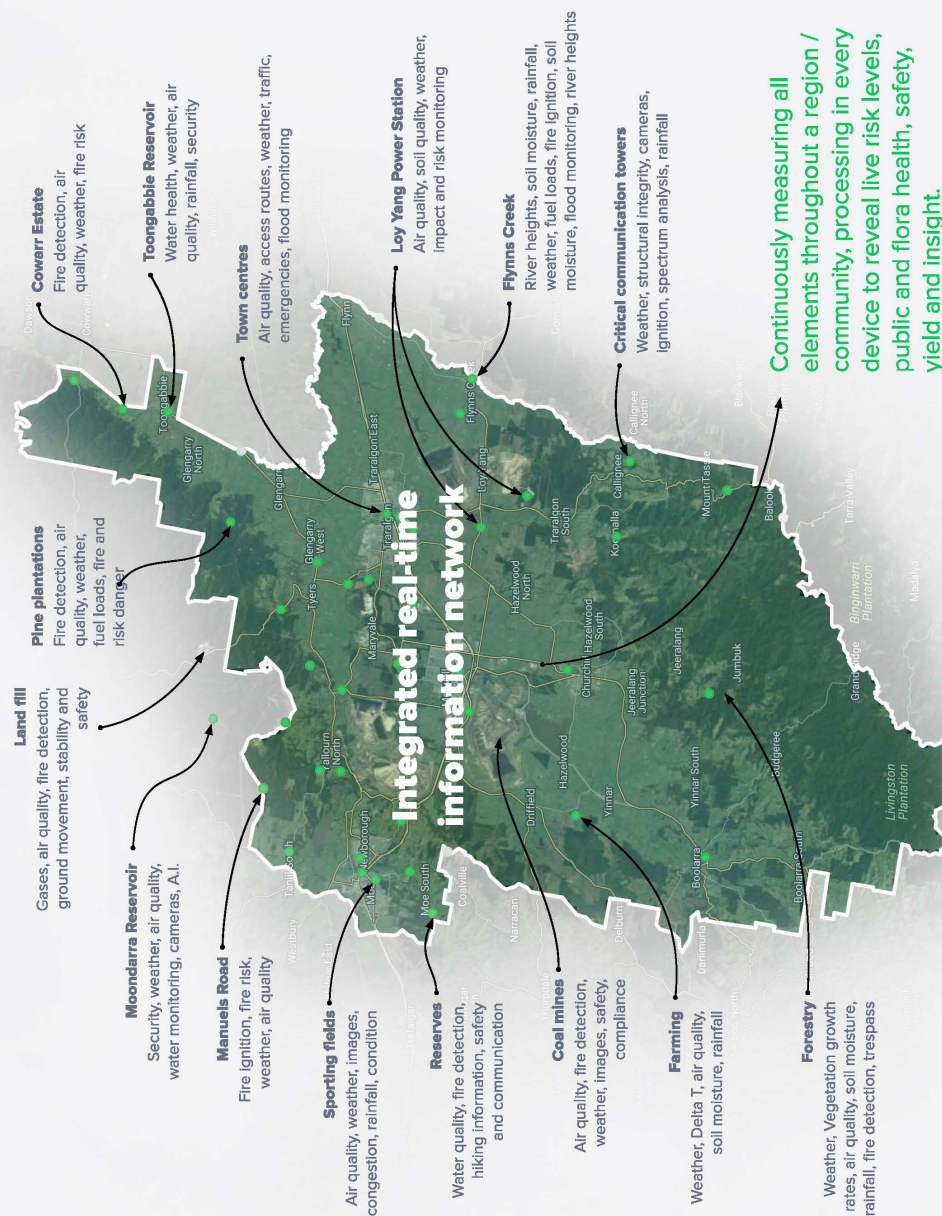 Land fill
Gases, air quality, fire detection,
ground movement, stability and
safety
Pine plantations
Fire detection, air
quality, weather,
fuel loads, fire and
risk danger
Cowarr Estate
Fire detection, air
quality, weather, fire risk
Toongabbie Reservoir
Water health, weather, air
quality, rainfall, security
Moondarra Reservoir
Security, weather, air quality,
water monitoring, cameras, A.I.
Manuels Road
Fire ignition, fire risk,
weather, air quality
Town centres
Air quality, access routes, weather, traffic,
emergencies, flood monitoring
Sporting fields
Air quality, weather, images,
congestion, rainfall, condition
Loy Yang Power Station
Air quality, soil quality, weather,
impact and risk monitoring
Reserves
Water quality, fire detection,
hiking information, safety
and communication
Flynns Creek
River heights, soil moisture, rainfall,
weather, fuel loads, fire ignition, soil
moisture, flood monitoring, river heights
Coal mines
Air quality, fire detection,
weather, images, safety,
compliance
Critical communication towers
Weather, structural integrity, cameras,
ignition, spectrum analysis, rainfall
Farming
Weather, Delta T, air quality,
soil moisture, rainfall
Forestry
Weather, Vegetation growth
rates, air quality, soil moisture,
rainfall, fire detection, trespass
Integrated real-time
information network
Continuously measuring all
elements throughout a region /
community, processing in every
device to reveal live risk levels,
public and flora health, safety,
yield and insight.
Cowwarr
Toongabbie
Glengarry
North
Glengarry
Glengarry
West
Tyers
Flynn
Traralgon East
Traralgon
Maryvale
Yallourn
North
Tanjil South
Westbury
Newborough
Moe
Moe South
Coalville
Narracan
Driffield
Hazelwood
Hazelwood
North
Loy Yang
Flynns Creek
Traralgon
South
Callignee
Callignee
North
Koornalla
Churchill
Hazelwood
South
Jeeralang
Junction
Jeeralang
Yinnar
Yinnar South
Delburn
Darlimurla
Boolarra
Boolarra South
Budgeree
Jumbuk
Mount Tassie
Balook
Tarra Valley
Grand Ridge
Binginwarri
Plantation
Madalya
Livingston
Plantation